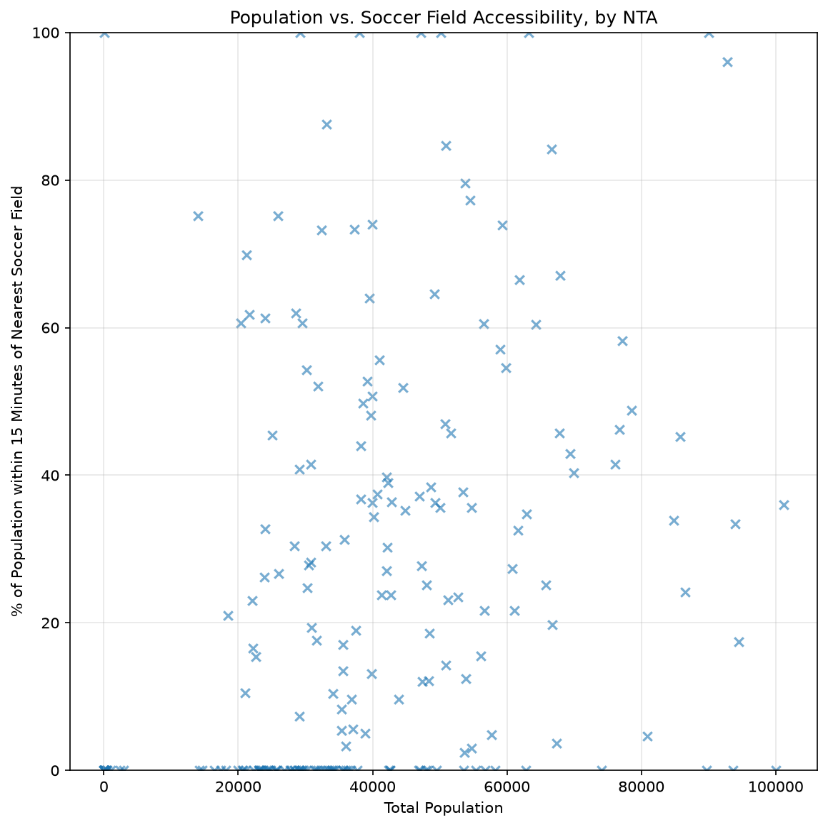 Population vs. Soccer Field Accessibility, by NTA
100
80
60
40
20
0
% of Population within 15 Minutes of Nearest Soccer Field
0 20000 40000 60000 80000 100000
Total Population